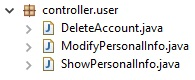 controller.user
DeleteAccount.java
ModifyPersonalInfo.java
ShowPersonalInfo.java